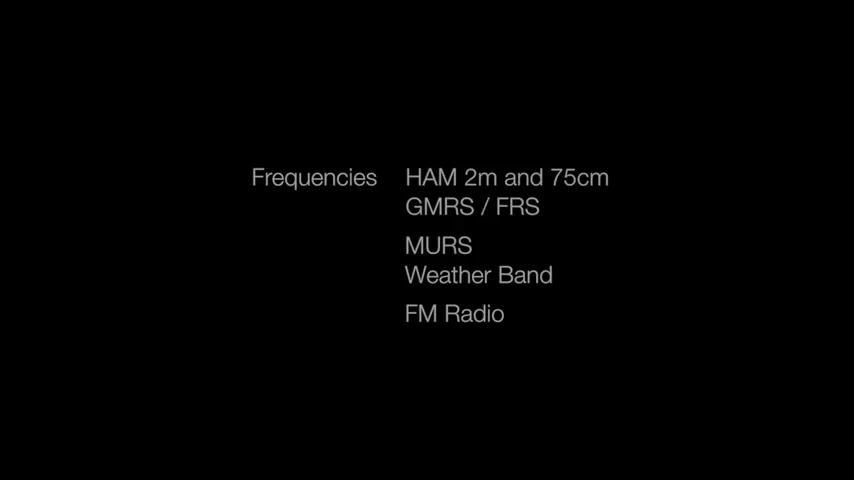 Frequencies HAM 2m and 75cm
GMRS / FRS
MURS
Weather Band
FM Radio